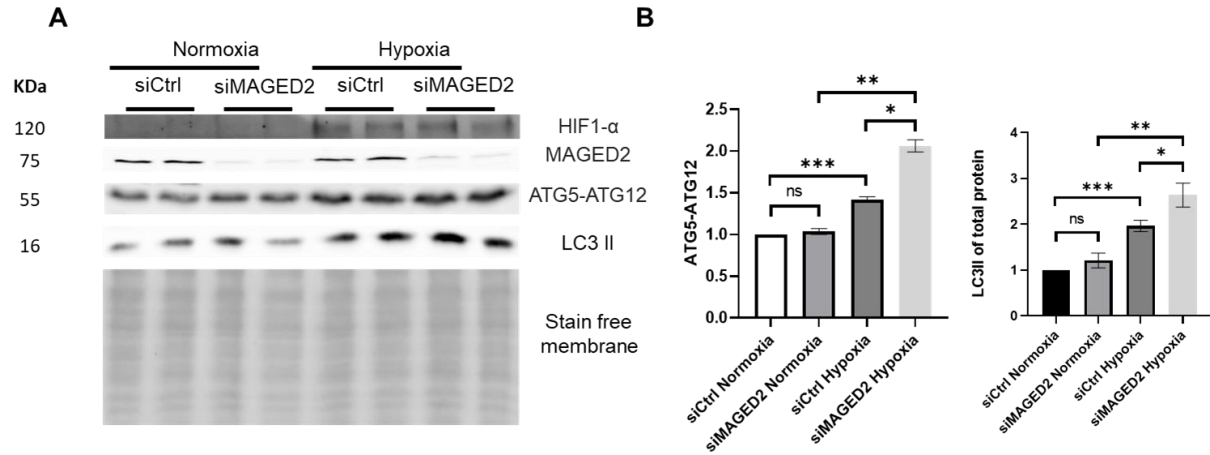 A
Normoxia Hypoxia
KDa siCtrl siMAGED2 siCtrl siMAGED2
120 HIF1-α
75 MAGED2
55 ATG5-ATG12
16 LC3 II
Stain free
membrane
B
ATG5-ATG12
2.5
2.0
1.5
1.0
0.5
0.0
**
*
***
ns
siCtrl Normoxia
siMAGED2 Normoxia
siCtrl Hypoxia
siMAGED2 Hypoxia
LC3II of total protein
4
3
2
1
0
**
*
***
ns
siCtrl Normoxia
siMAGED2 Normoxia
siCtrl Hypoxia
siMAGED2 Hypoxia